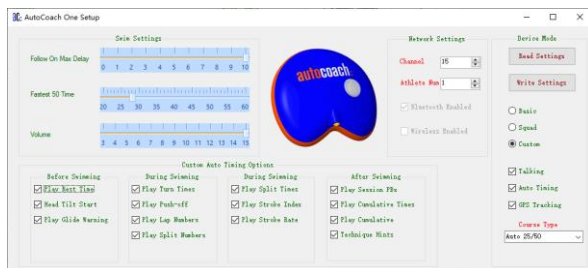 AutoCoach One Setup
Swim Settings
Follow On Max Delay
0 1 2 3 4 5 6 7 8 9 10
Fastest 50 Time
20 25 30 35 40 45 50 55 60
Volume
3 4 5 6 7 8 9 10 11 12 13 14 15
autocoach
Network Settings
Channel 15
Athlete Num 1
Bluetooth Enabled
Wireless Enabled
Device Mode
Read Settings
Write Settings
Basic
Squad
Custom
Talking
Auto Timing
GPS Tracking
Course Type
Auto 25/50
Custom Auto Timing Options
Before Swimming
Play Best Time
Head Tilt Start
Play Glide Warning
During Swimming
Play Turn Times
Play Push-off
Play Lap Numbers
Play Split Numbers
During Swimming
Play Split Times
Play Stroke Index
Play Stroke Rate
After Swimming
Play Session PBs
Play Cumulative Times
Play Cumulative
Technique Hints